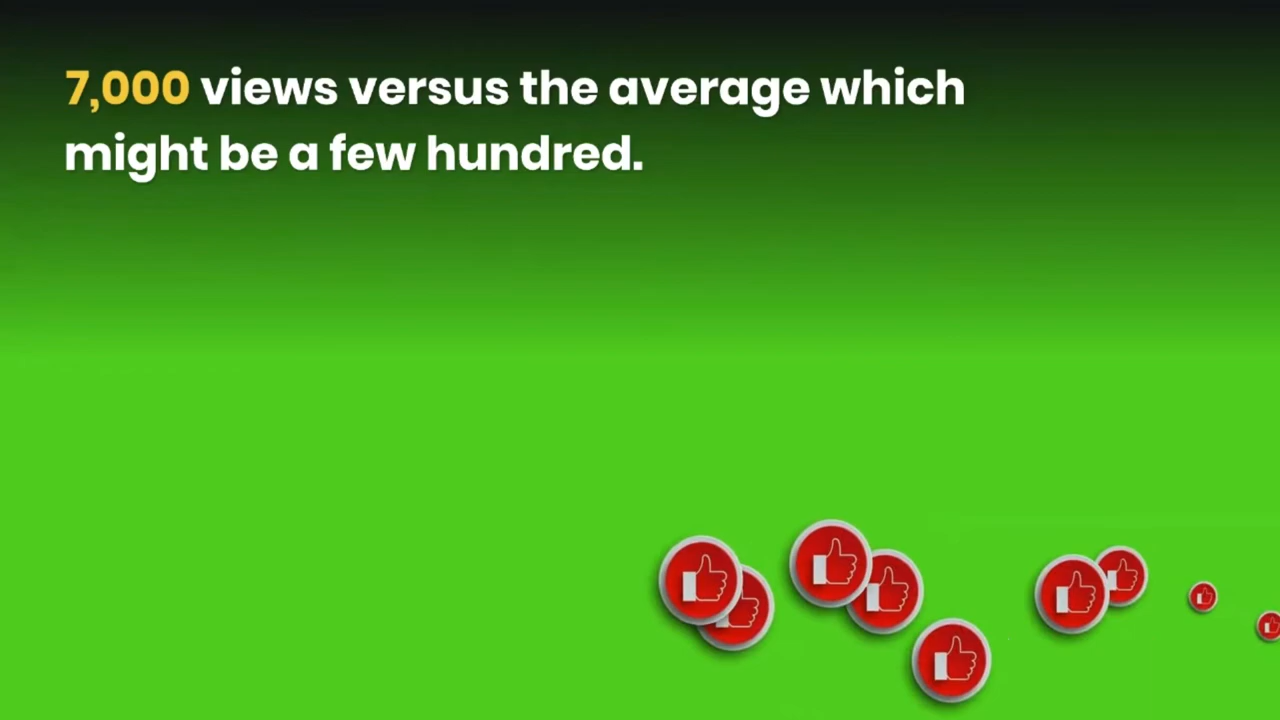 7,000 views versus the average which
might be a few hundred.